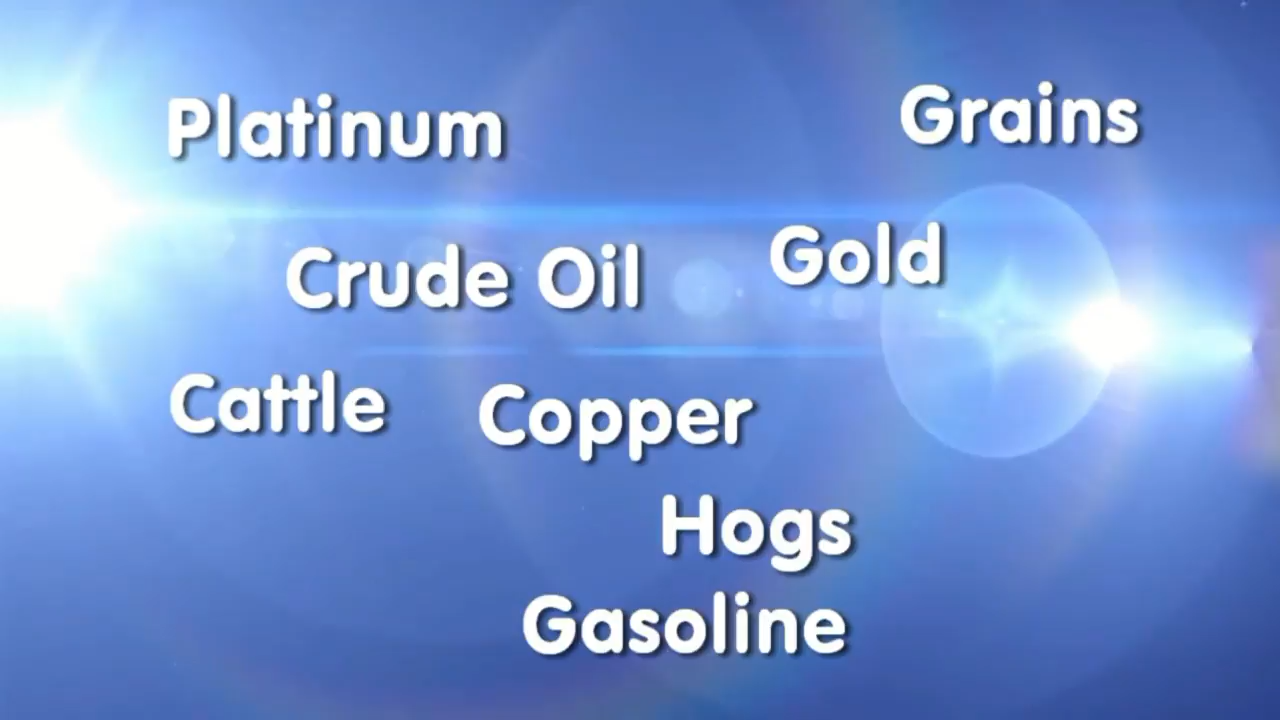 Platinum
Grains
Crude Oil
Gold
Cattle
Copper
Hogs
Gasoline